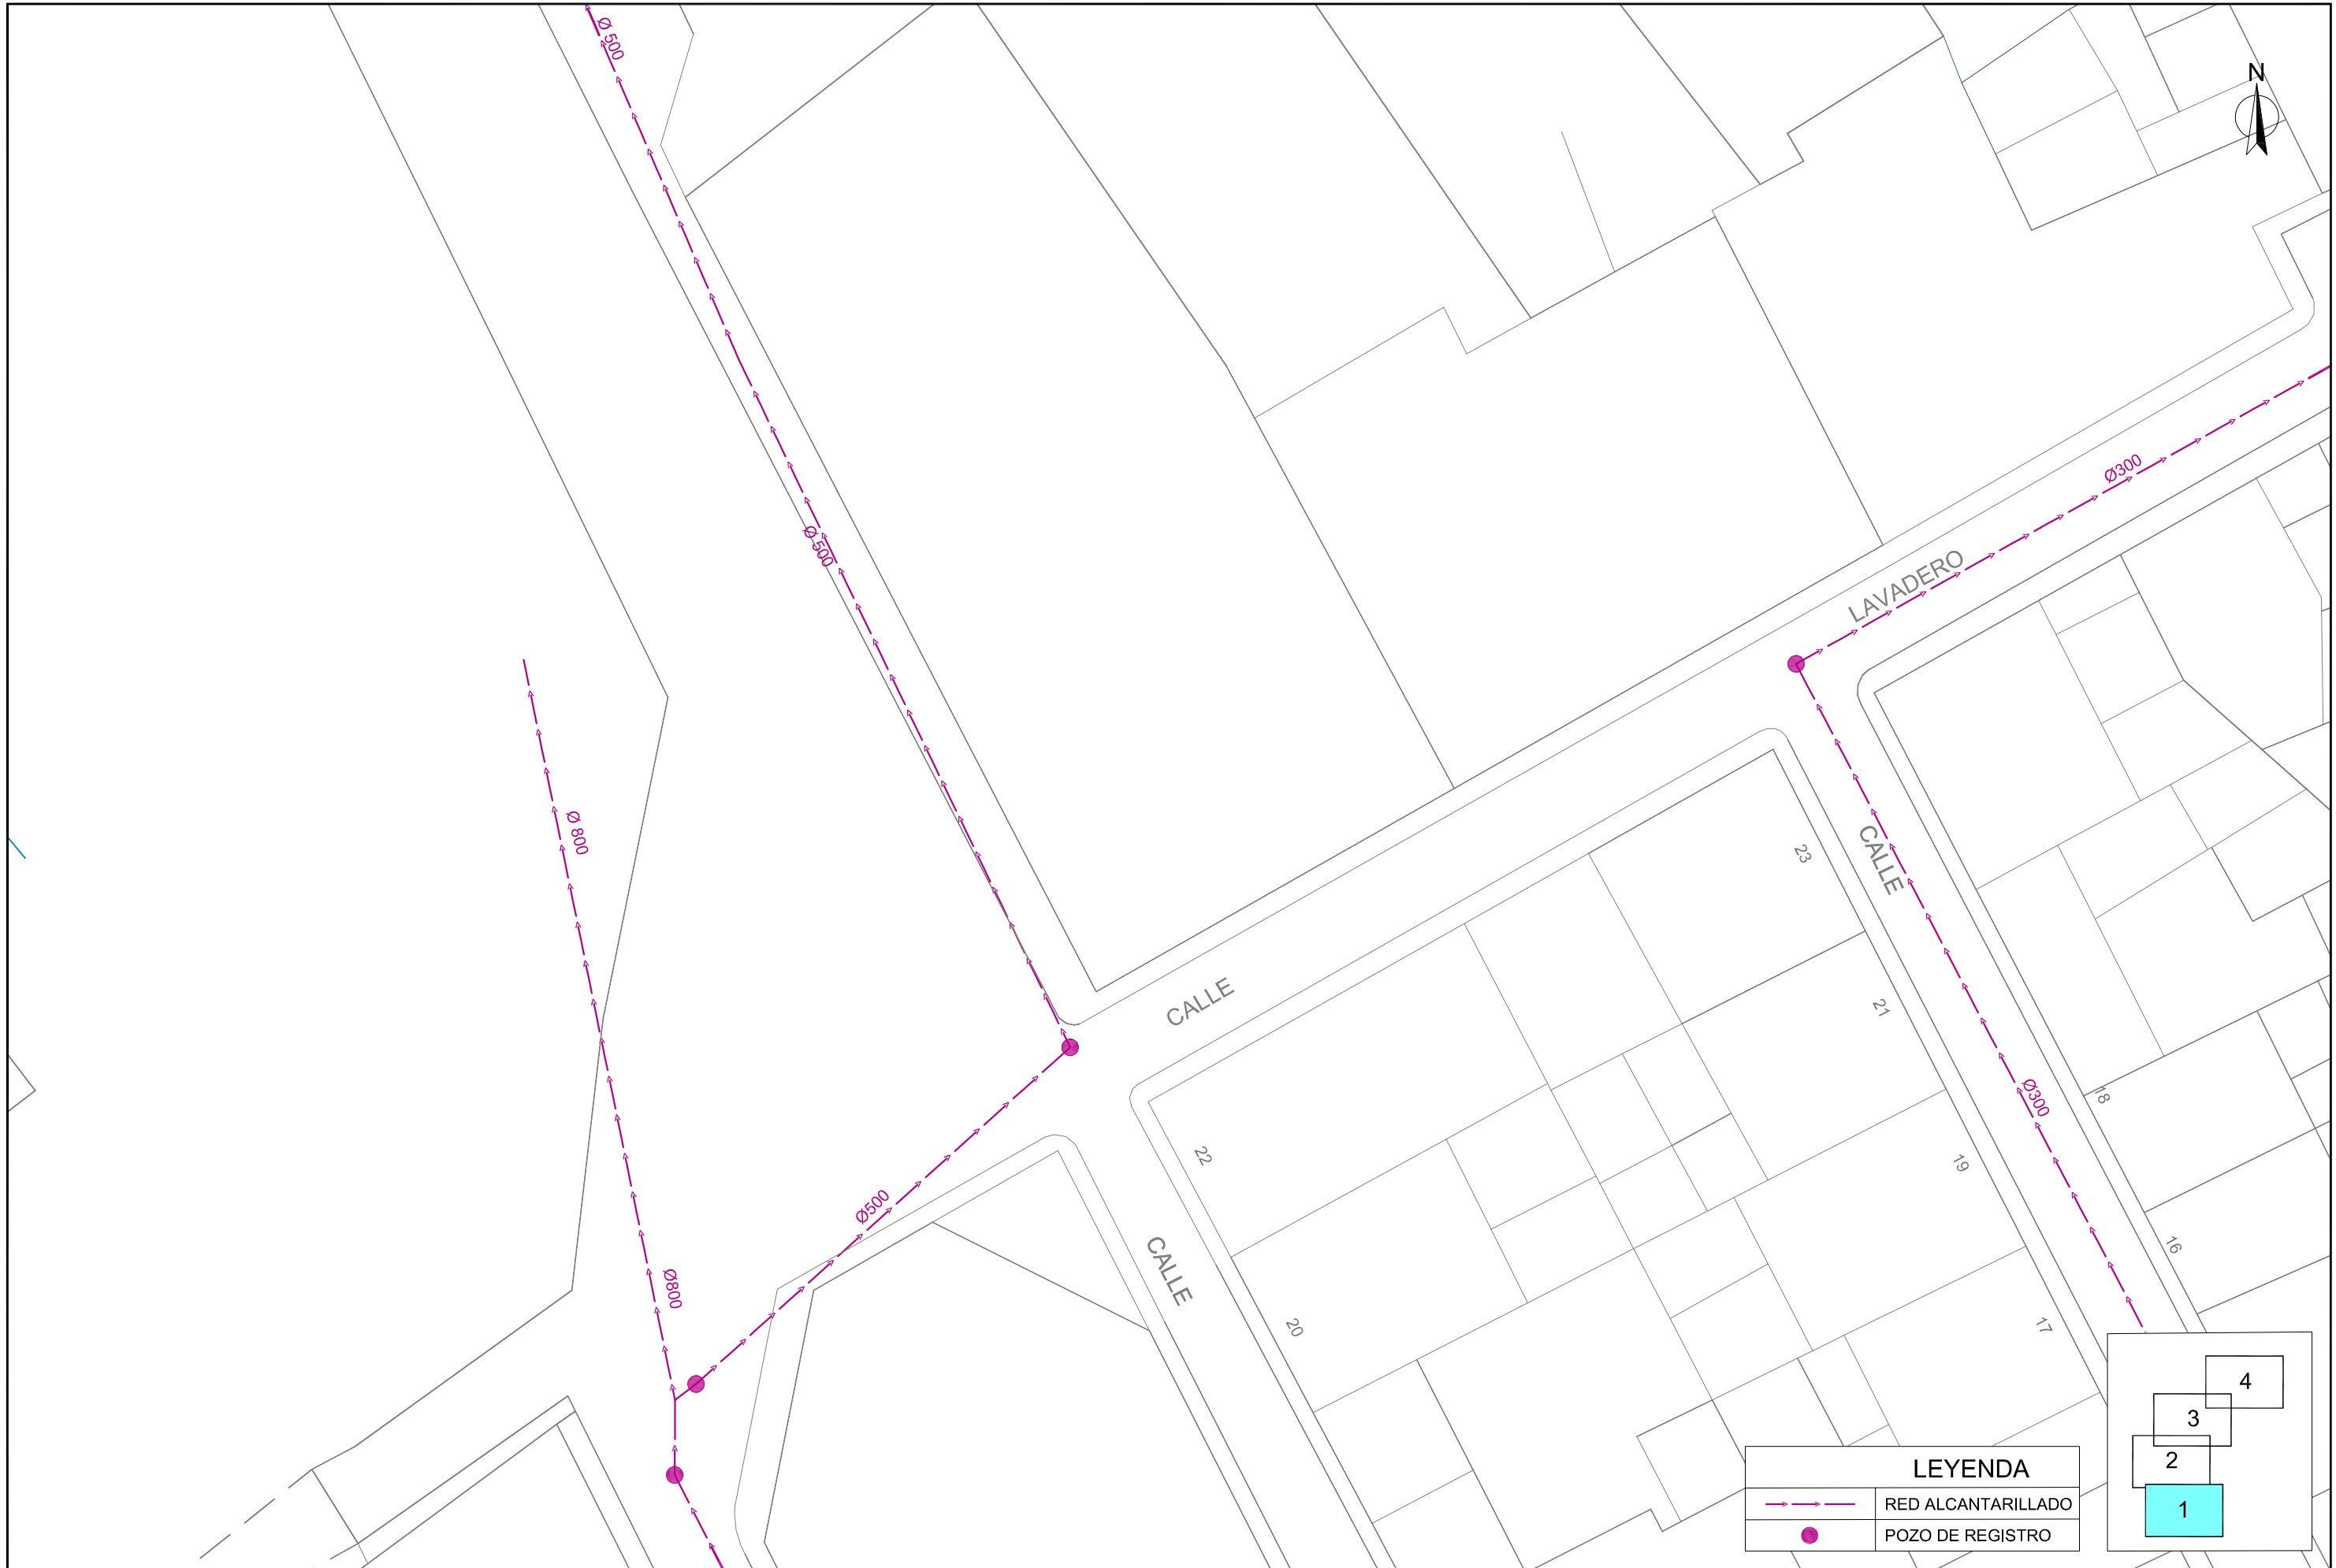 Ø 500
N
Ø300
Ø 500
LAVADERO
Ø 800
CALLE
23
CALLE
21
Ø300
18
22
19
Ø500
16
CALLE
Ø800
20
17
4
3
2
1
LEYENDA
RED ALCANTARILLADO
POZO DE REGISTRO